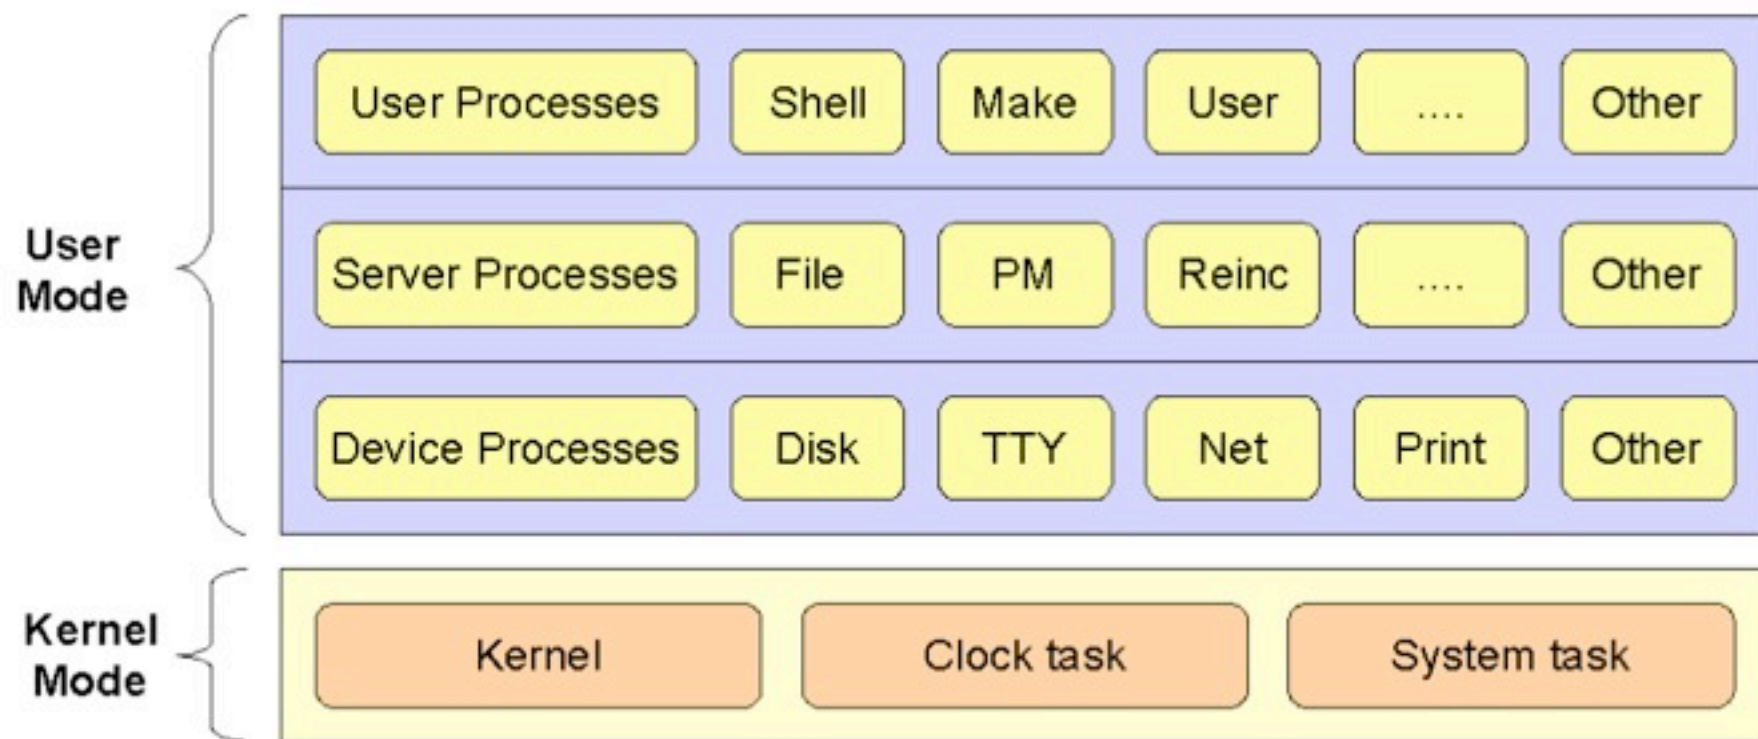 User Processes
Shell
Make
User
....
Other
User
Mode
Server Processes
File
PM
Reinc
....
Other
Device Processes
Disk
TTY
Net
Print
Other
Kernel
Mode
Kernel
Clock task
System task